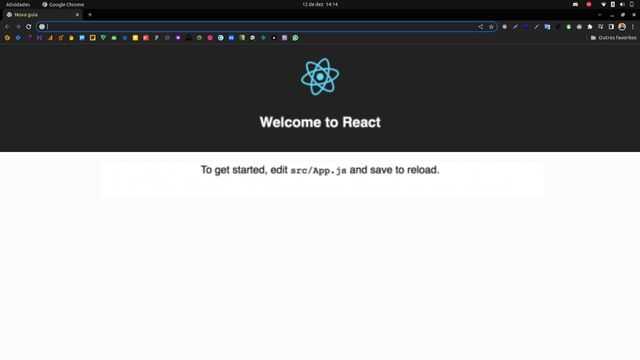 Atividades
Google Chrome
12 de dez 14:14
Nova guia
Outros favoritos
Welcome to React
To get started, edit src/App.js and save to reload.